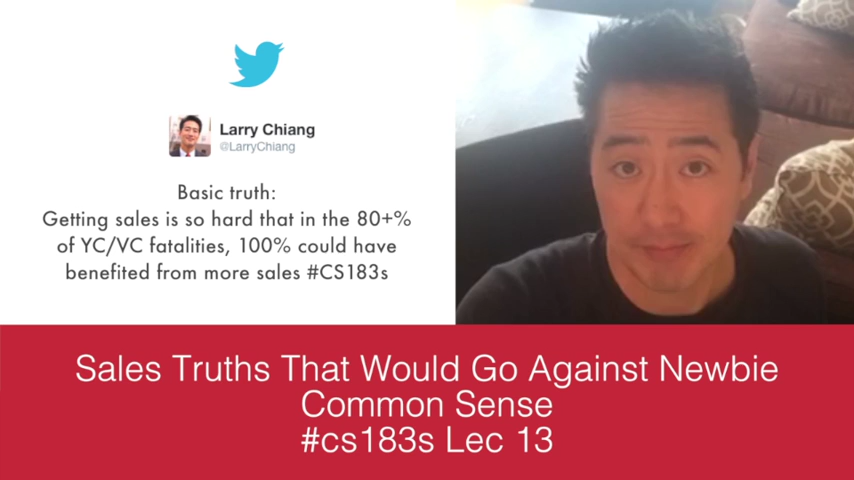 Larry Chiang
@LarryChiang
Basic truth:
Getting sales is so hard that in the 80+%
of YC/VC fatalities, 100% could have
benefited from more sales #CS183s
Sales Truths That Would Go Against Newbie
Common Sense
#cs183s Lec 13